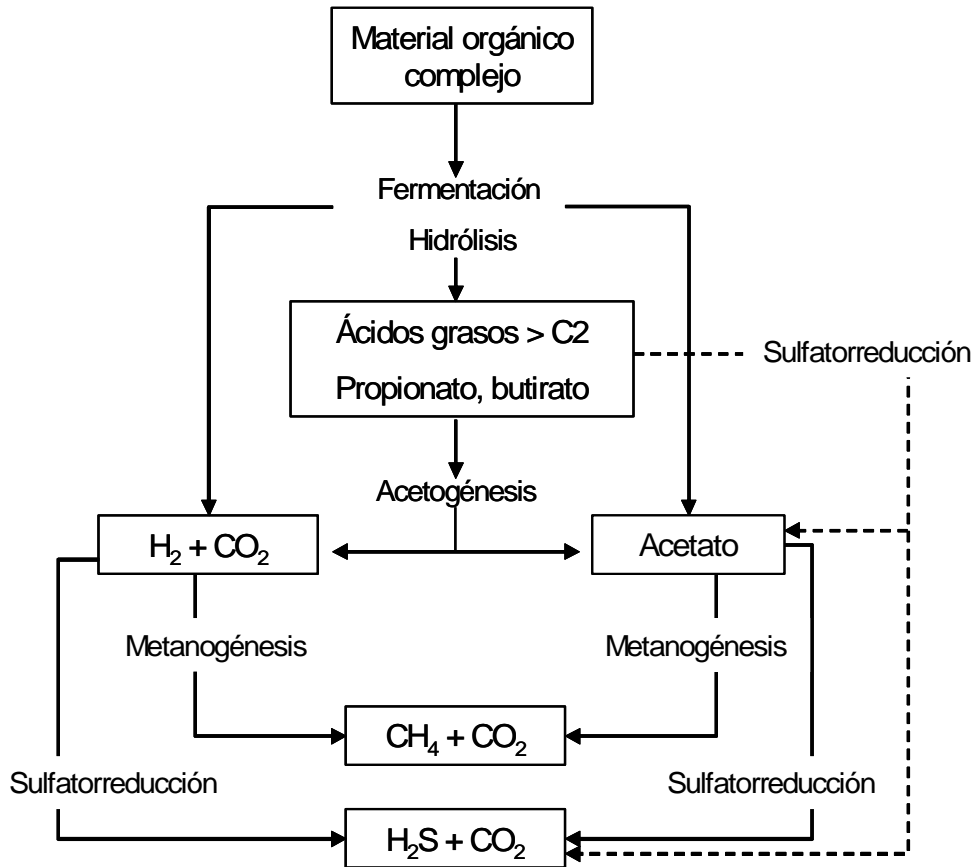 Material orgánico
complejo
Fermentación
Hidrólisis
Ácidos grasos > C2
Propionato, butirato
Sulfatorreducción
Acetogénesis
H₂ + CO₂
Acetato
Metanogénesis
Metanogénesis
CH₄ + CO₂
Sulfatorreducción
Sulfatorreducción
H₂S + CO₂